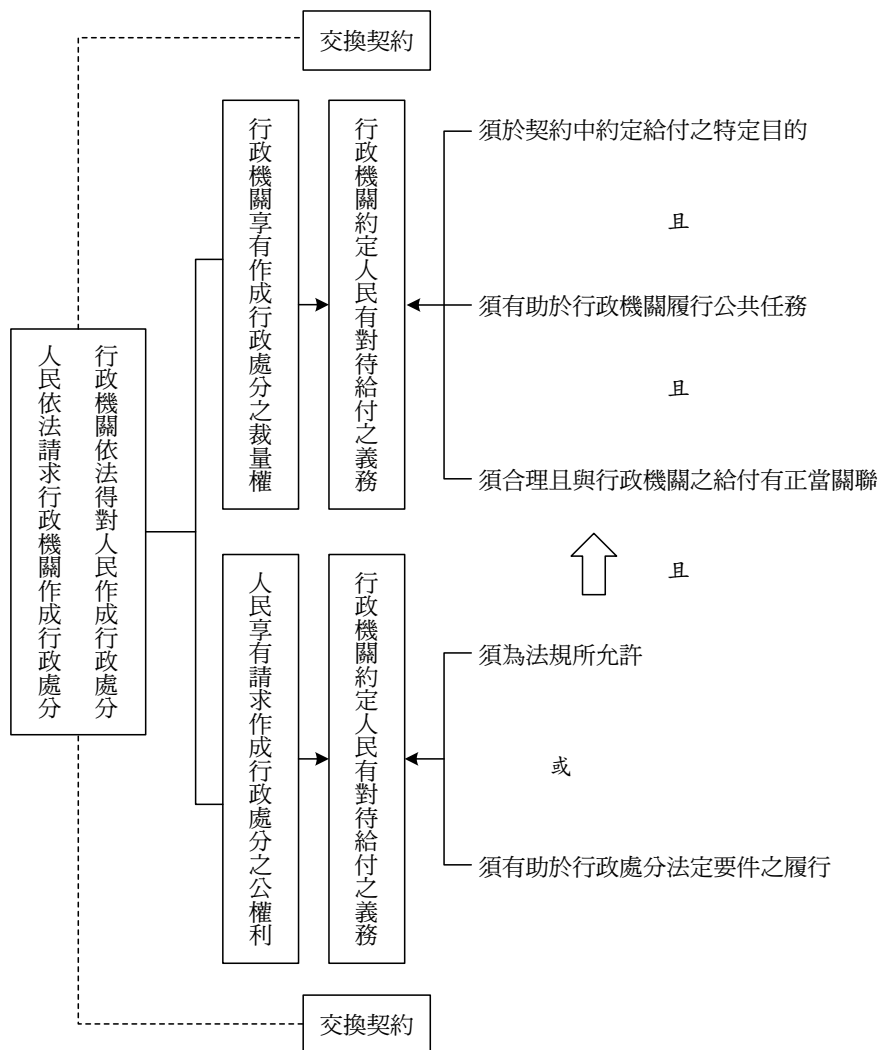 交換契約
行政機關依法得對人民作成行政處分
人民依法請求行政機關作成行政處分
行政機關享有作成行政處分之裁量權
行政機關約定人民有對待給付之義務
須於契約中約定給付之特定目的
且
須有助於行政機關履行公共任務
且
須合理且與行政機關之給付有正當關聯
且
人民享有請求作成行政處分之公權利
行政機關約定人民有對待給付之義務
須為法規所允許
或
須有助於行政處分法定要件之履行
交換契約